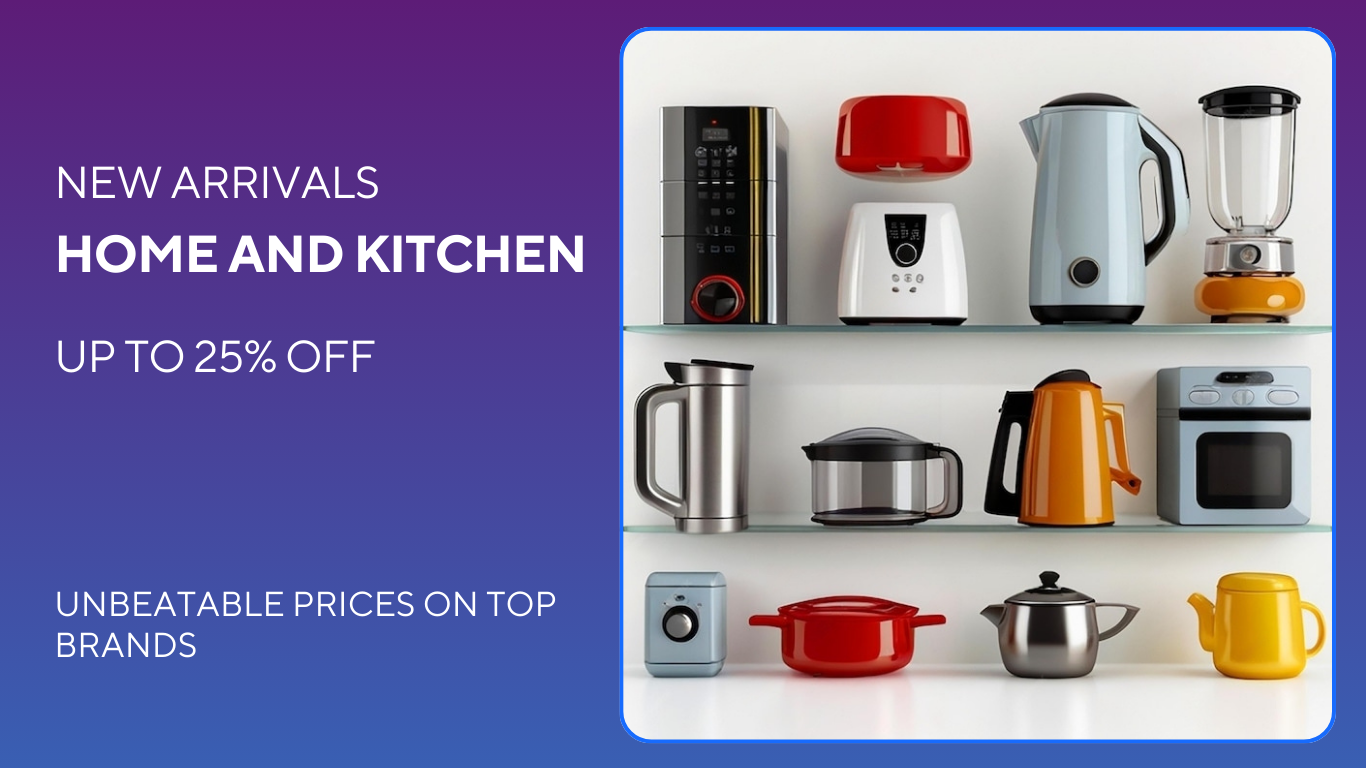 NEW ARRIVALS
HOME AND KITCHEN
UP TO 25% OFF
UNBEATABLE PRICES ON TOP
BRANDS